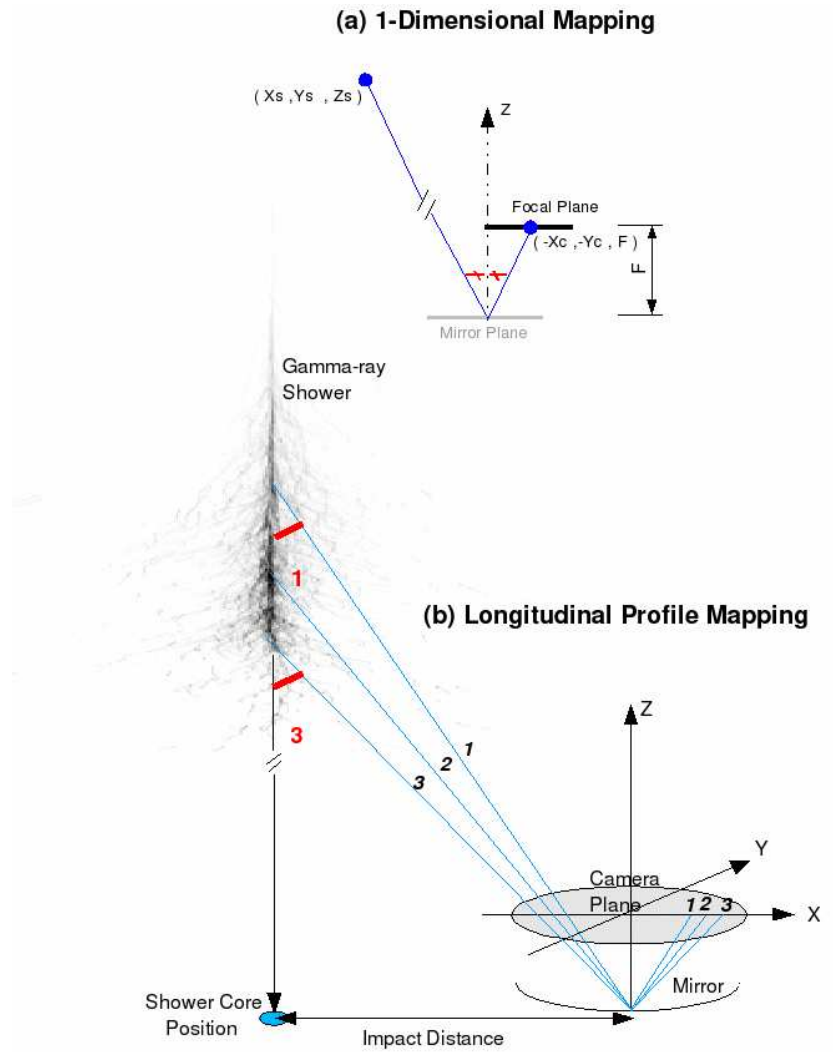 (a) 1-Dimensional Mapping
( Xs ,Ys , Zs )
Z
Focal Plane
( -Xc ,-Yc , F )
F
Mirror Plane
Gamma-ray
Shower
1
(b) Longitudinal Profile Mapping
3
1
2
3
Z
Y
Camera
Plane
1 2 3
X
Mirror
Shower Core
Position
Impact Distance